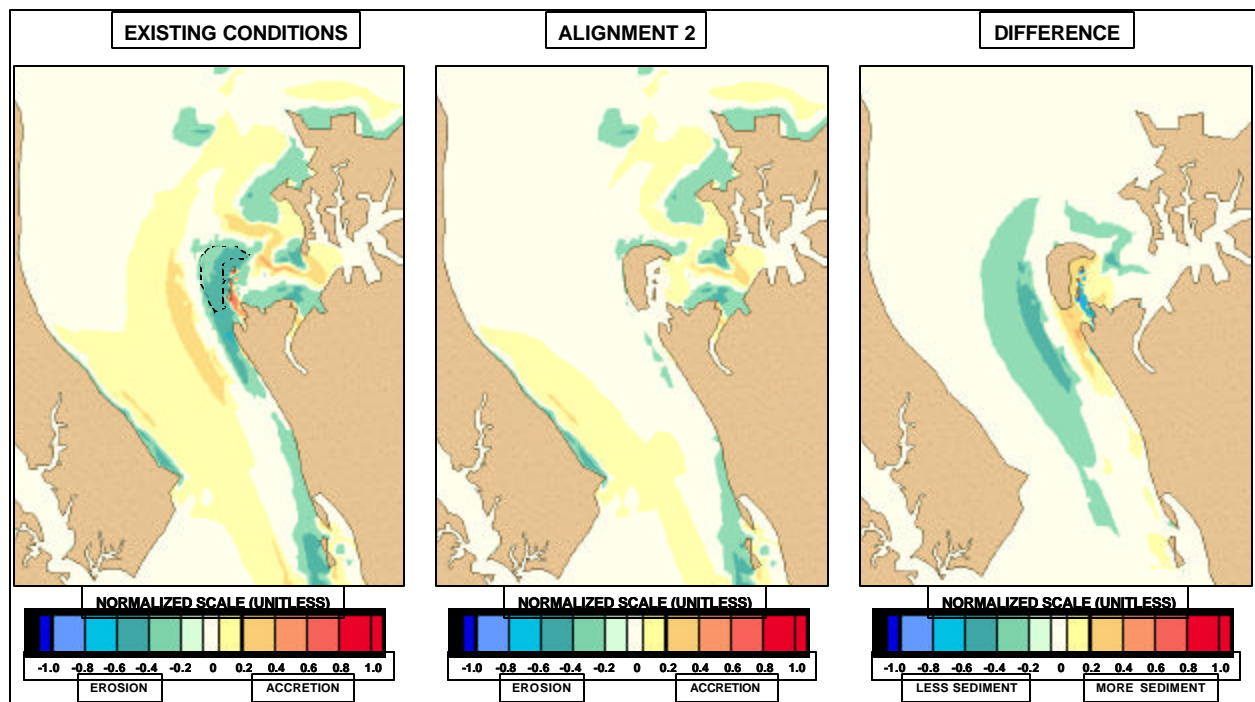 EXISTING CONDITIONS
ALIGNMENT 2
DIFFERENCE
NORMALIZED SCALE (UNITLESS)
-1.0 -0.8 -0.6 -0.4 -0.2 0 0.2 0.4 0.6 0.8 1.0
EROSION
ACCRETION
NORMALIZED SCALE (UNITLESS)
-1.0 -0.8 -0.6 -0.4 -0.2 0 0.2 0.4 0.6 0.8 1.0
EROSION
ACCRETION
NORMALIZED SCALE (UNITLESS)
-1.0 -0.8 -0.6 -0.4 -0.2 0 0.2 0.4 0.6 0.8 1.0
LESS SEDIMENT
MORE SEDIMENT